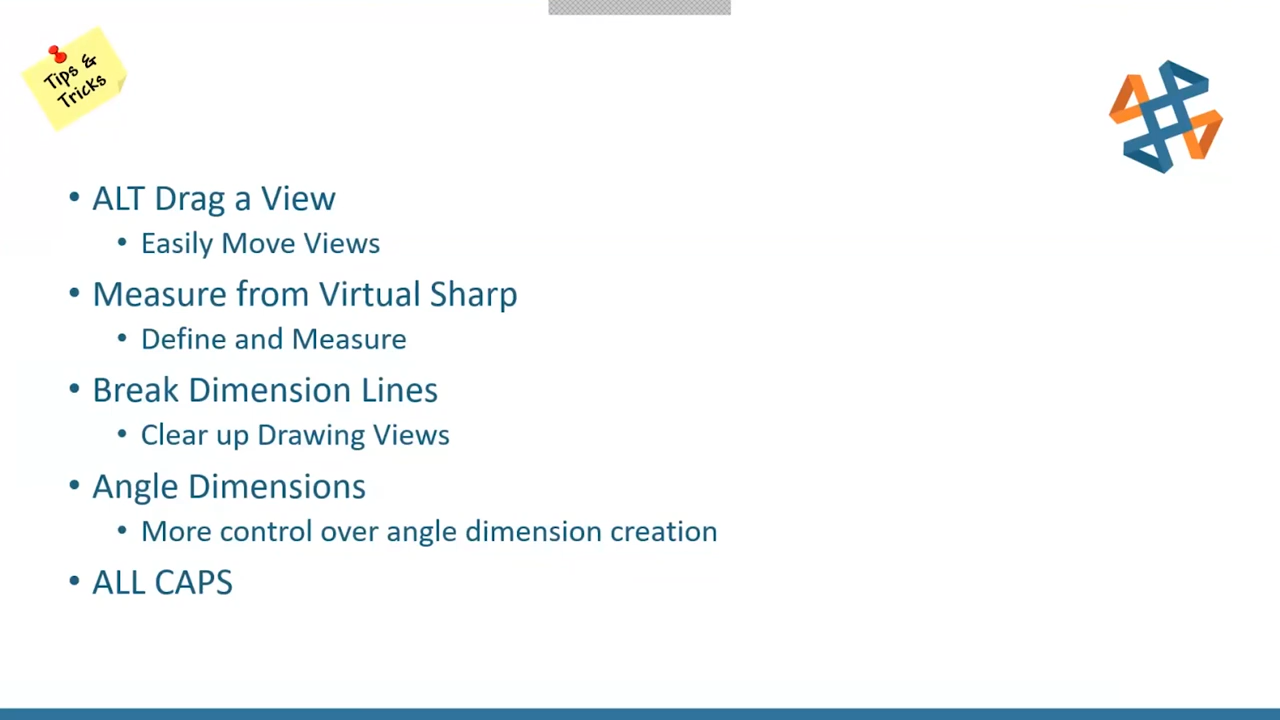 Tips &
Tricks
• ALT Drag a View
• Easily Move Views
• Measure from Virtual Sharp
• Define and Measure
• Break Dimension Lines
• Clear up Drawing Views
• Angle Dimensions
• More control over angle dimension creation
• ALL CAPS